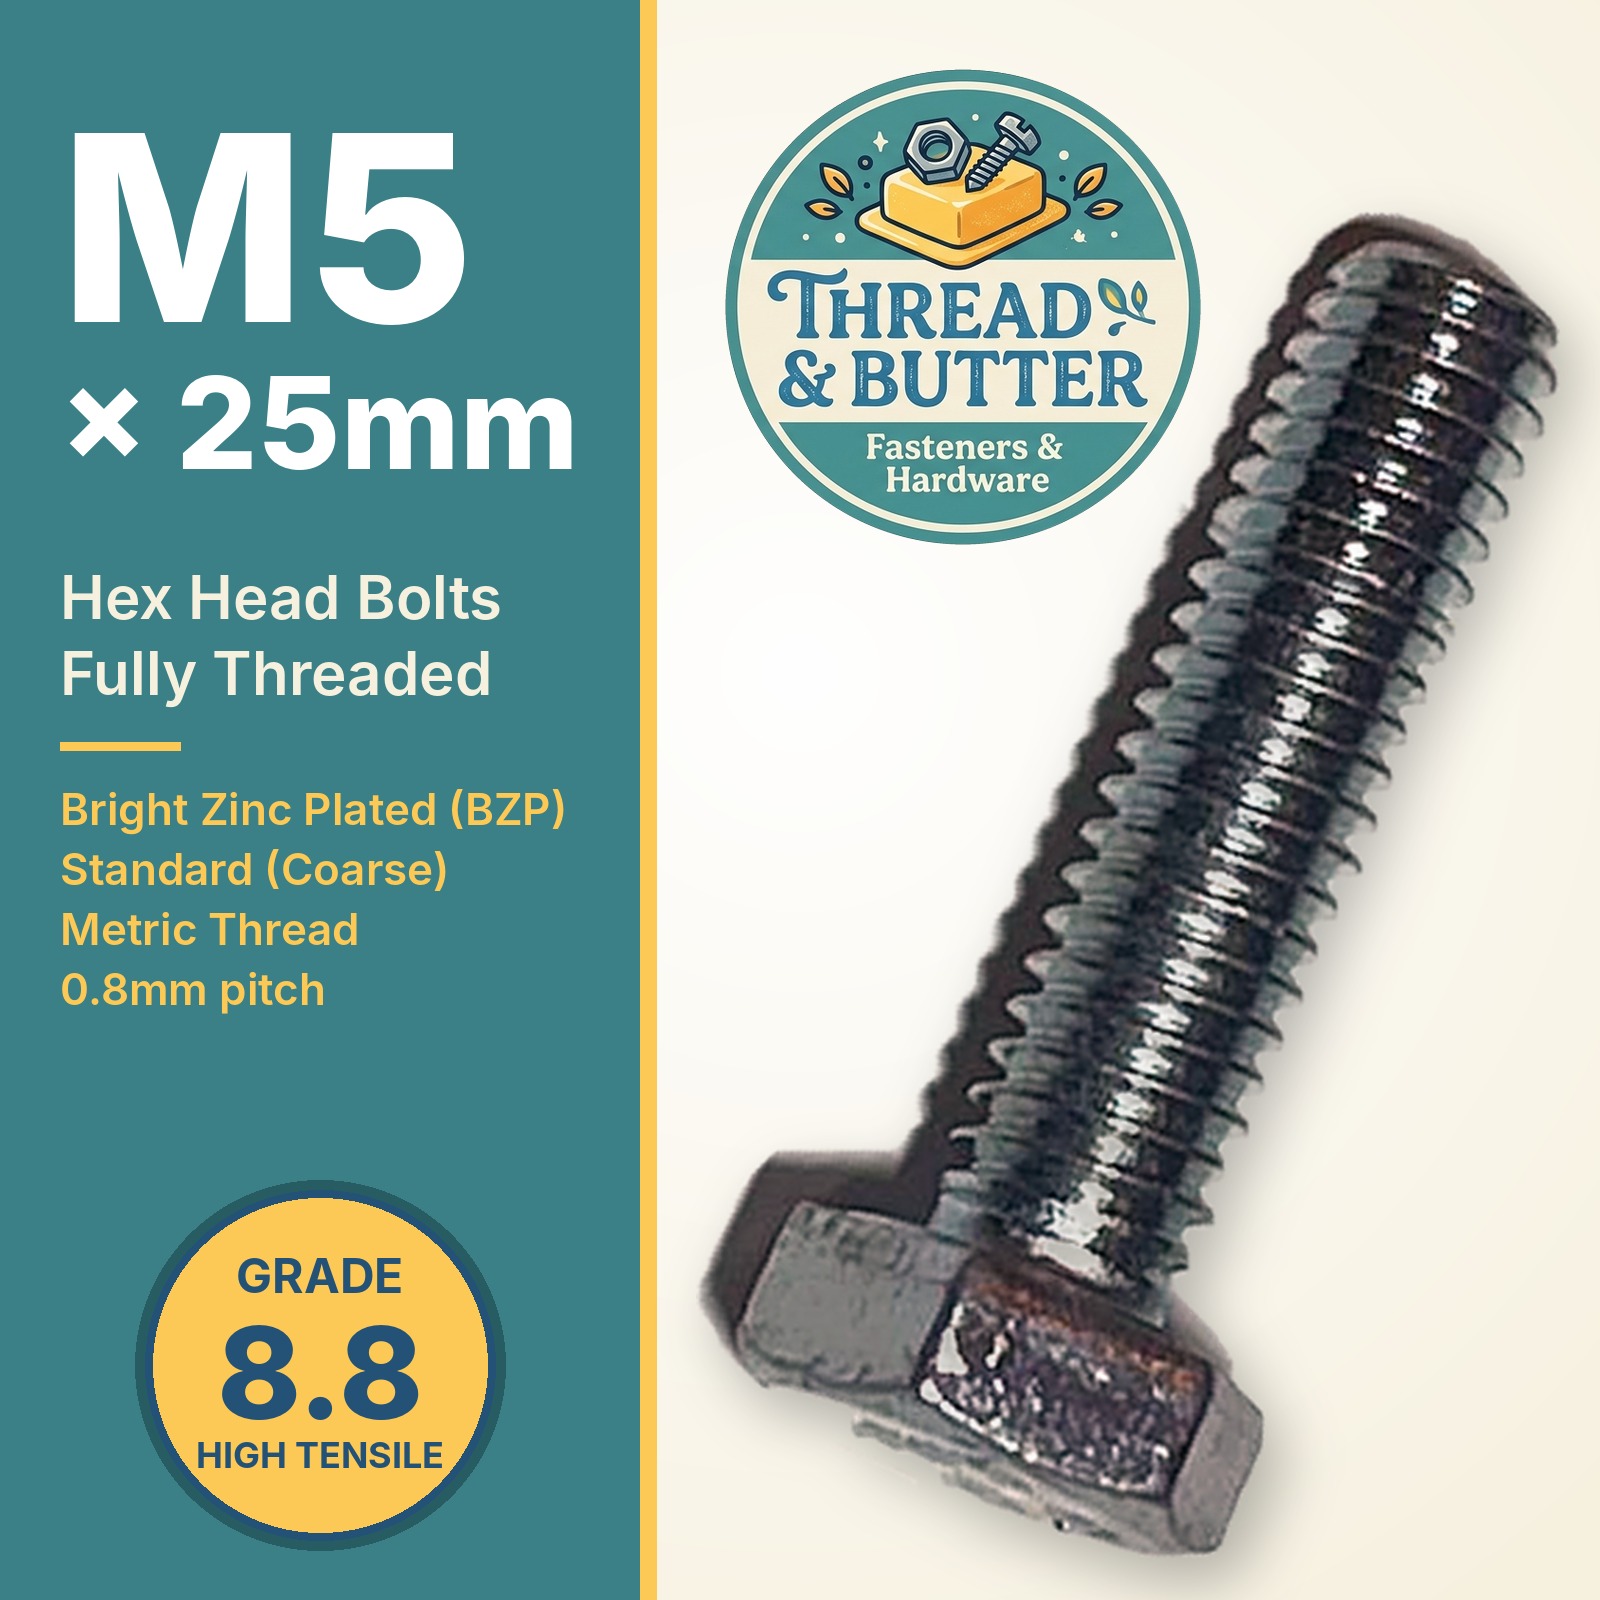 M5
× 25mm
Hex Head Bolts
Fully Threaded
Bright Zinc Plated (BZP)
Standard (Coarse)
Metric Thread
0.8mm pitch
GRADE
8.8
HIGH TENSILE
THREAD
& BUTTER
Fasteners &
Hardware